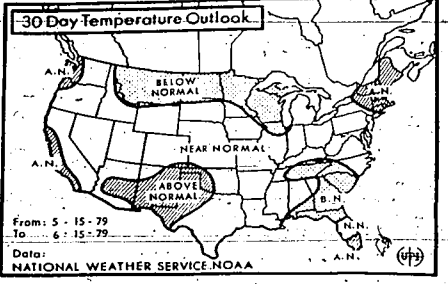 30 Day Temperature Outlook
A.N.
BELOW
NORMAL
A.N.
NEAR NORMAL
A.N.
ABOVE
NORMAL
B.N.
N.N.
A.N.
From: 5-15-79
To 6-15-79
Data:
NATIONAL WEATHER SERVICE, NOAA
UPI